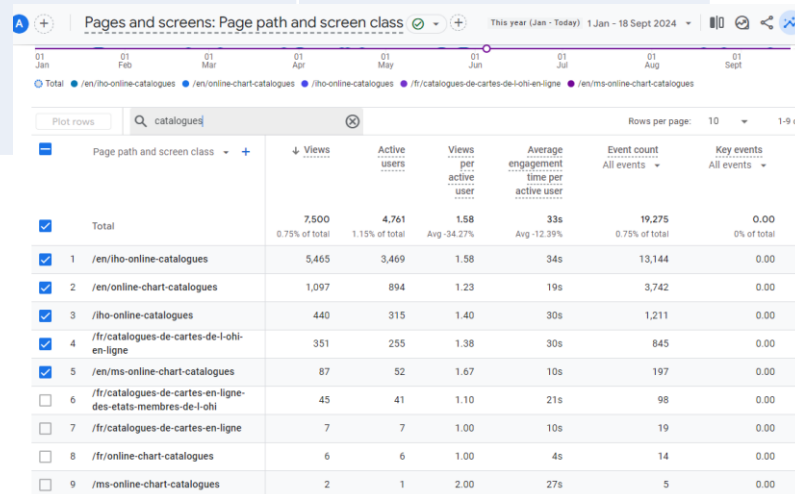 A
Pages and screens: Page path and screen class
This year (Jan - Today) 1 Jan - 18 Sept 2024
01 01 01 01 01 01 01 01 01
Jan Feb Mar Apr May Jun Jul Aug Sept
Total /en/iho-online-catalogues /en/online-chart-catalogues /iho-online-catalogues /fr/catalogues-de-cartes-de-l-ohi-en-ligne /en/ms-online-chart-catalogues
Plot rows catalogues Rows per page: 10 1-9
Page path and screen class Views Active users Views per active user Average engagement time per active user Event count All events Key events All events
Total 7,500 4,761 1.58 33s 19,275 0.00
0.75% of total 1.15% of total Avg -34.27% Avg -12.39% 0.75% of total 0% of total
1 /en/iho-online-catalogues 5,465 3,469 1.58 34s 13,144 0.00
2 /en/online-chart-catalogues 1,097 894 1.23 19s 3,742 0.00
3 /iho-online-catalogues 440 315 1.40 30s 1,211 0.00
4 /fr/catalogues-de-cartes-de-l-ohi-
en-ligne 351 255 1.38 30s 845 0.00
5 /en/ms-online-chart-catalogues 87 52 1.67 10s 197 0.00
6 /fr/catalogues-de-cartes-en-ligne-
des-etats-membres-de-l-ohi 45 41 1.10 21s 98 0.00
7 /fr/catalogues-de-cartes-en-ligne 7 7 1.00 10s 19 0.00
8 /fr/online-chart-catalogues 6 6 1.00 4s 14 0.00
9 /ms-online-chart-catalogues 2 1 2.00 27s 5 0.00